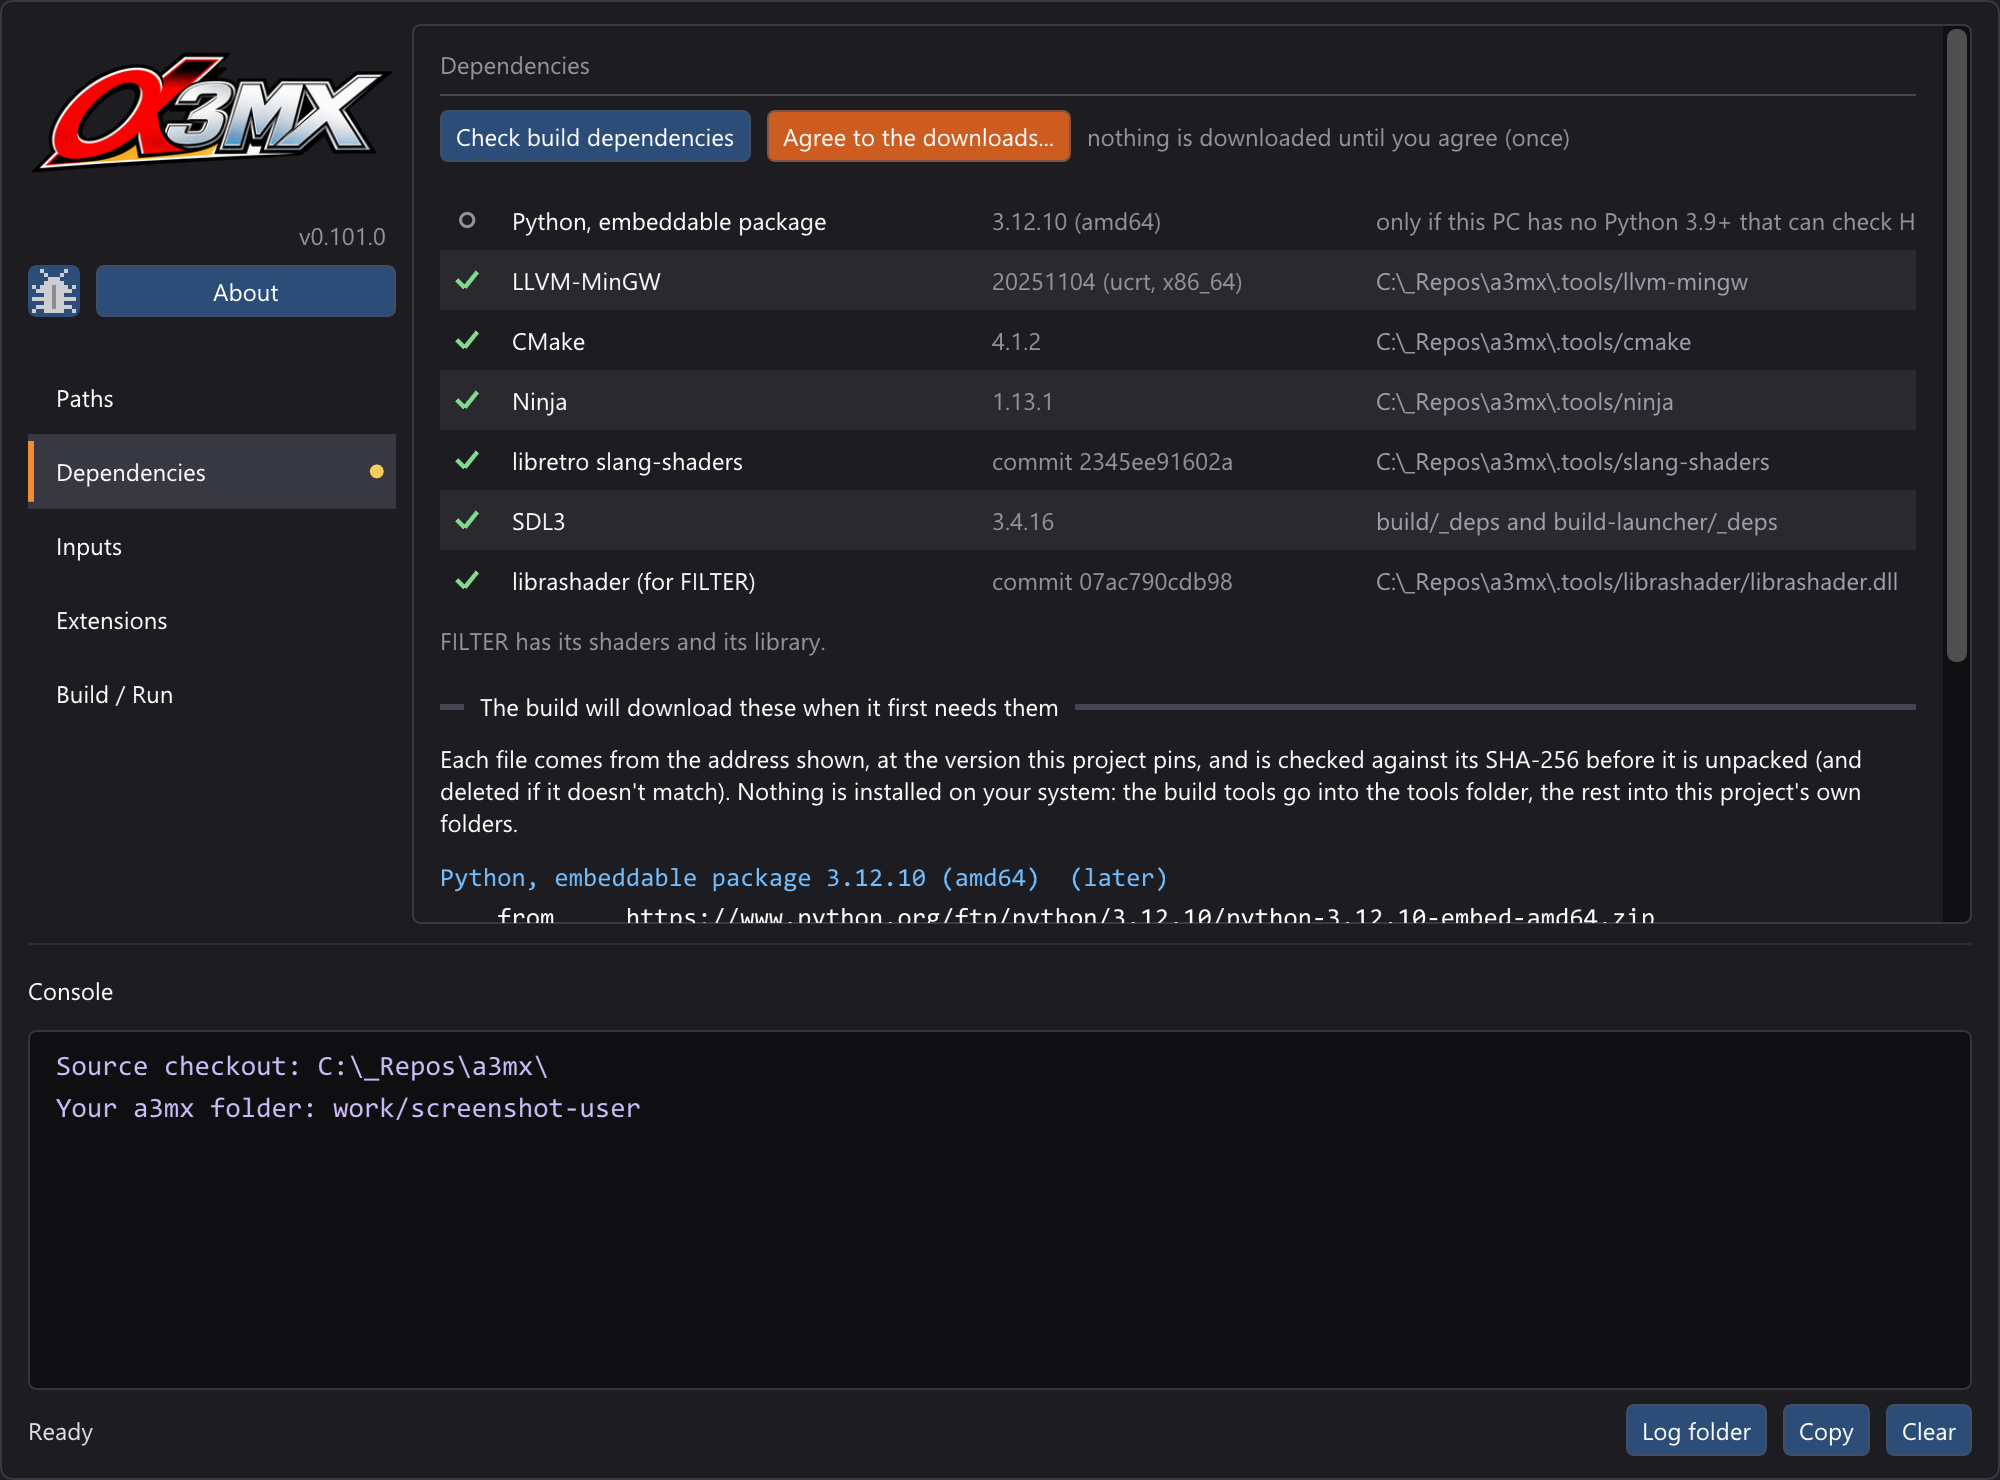 α3MX
v0.101.0
About
Paths
Dependencies
Inputs
Extensions
Build / Run
Dependencies
Check build dependencies
Agree to the downloads...
nothing is downloaded until you agree (once)
Python, embeddable package 3.12.10 (amd64) only if this PC has no Python 3.9+ that can check H
LLVM-MinGW 20251104 (ucrt, x86_64) C:\_Repos\a3mx\.tools/llvm-mingw
CMake 4.1.2 C:\_Repos\a3mx\.tools/cmake
Ninja 1.13.1 C:\_Repos\a3mx\.tools/ninja
libretro slang-shaders commit 2345ee91602a C:\_Repos\a3mx\.tools/slang-shaders
SDL3 3.4.16 build/_deps and build-launcher/_deps
librashader (for FILTER) commit 07ac790cdb98 C:\_Repos\a3mx\.tools/librashader/librashader.dll
FILTER has its shaders and its library.
The build will download these when it first needs them
Each file comes from the address shown, at the version this project pins, and is checked against its SHA-256 before it is unpacked (and
deleted if it doesn't match). Nothing is installed on your system: the build tools go into the tools folder, the rest into this project's own
folders.
Python, embeddable package 3.12.10 (amd64) (later)
from https://www.python.org/ftp/python/3.12.10/python-3.12.10-embed-amd64.zip
Console
Source checkout: C:\_Repos\a3mx\
Your a3mx folder: work/screenshot-user
Ready
Log folder
Copy
Clear